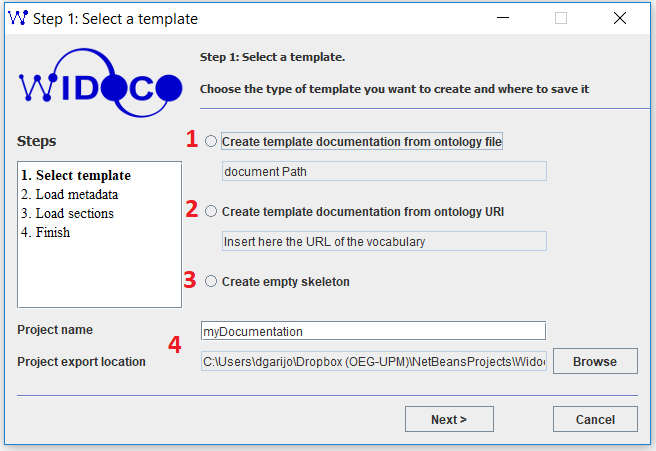 Step 1: Select a template
WIDOCO
Step 1: Select a template.
Choose the type of template you want to create and where to save it
Steps
1. Select template
2. Load metadata
3. Load sections
4. Finish
1 Create template documentation from ontology file
document Path
2 Create template documentation from ontology URI
Insert here the URL of the vocabulary
3 Create empty skeleton
Project name myDocumentation
4
Project export location C:\Users\dgarijo\Dropbox (OEG-UPM)\NetBeansProjects\Widoc Browse
Next > Cancel